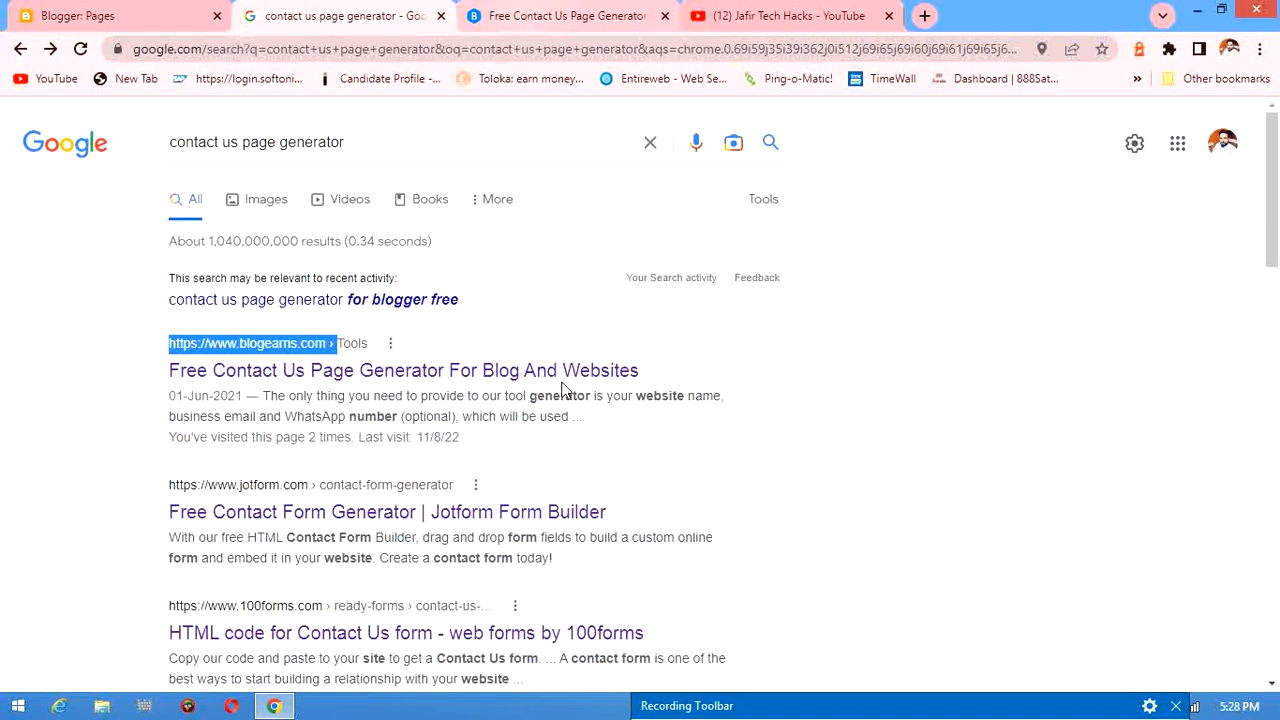 Blogger: Pages
contact us page generator - Goo
Free Contact Us Page Generator
(12) Jafir Tech Hacks - YouTube
google.com/search?q=contact+us+page+generator&oq=contact+us+page+generator&aqs=chrome.0.69i59j35i39i362j0i512j69i65j69i60j69i61j69i65j6...
YouTube
New Tab
https://login.softoni...
Candidate Profile -...
Toloka: earn money...
Entireweb - Web Se...
Ping-o-Matic!
TimeWall
Dashboard | 888Sat...
»
Other bookmarks
Google
contact us page generator
All
Images
Videos
Books
More
Tools
About 1,040,000,000 results (0.34 seconds)
This search may be relevant to recent activity:
Your Search activity
Feedback
contact us page generator for blogger free
https://www.blogearns.com › Tools
Free Contact Us Page Generator For Blog And Websites
01-Jun-2021 — The only thing you need to provide to our tool generator is your website name,
business email and WhatsApp number (optional), which will be used ...
You've visited this page 2 times. Last visit: 11/8/22
https://www.jotform.com › contact-form-generator
Free Contact Form Generator | Jotform Form Builder
With our free HTML Contact Form Builder, drag and drop form fields to build a custom online
form and embed it in your website. Create a contact form today!
https://www.100forms.com › ready-forms › contact-us-...
HTML code for Contact Us form - web forms by 100forms
Copy our code and paste to your site to get a Contact Us form. ... A contact form is one of the
best ways to start building a relationship with your website ...
Recording Toolbar
5:28 PM